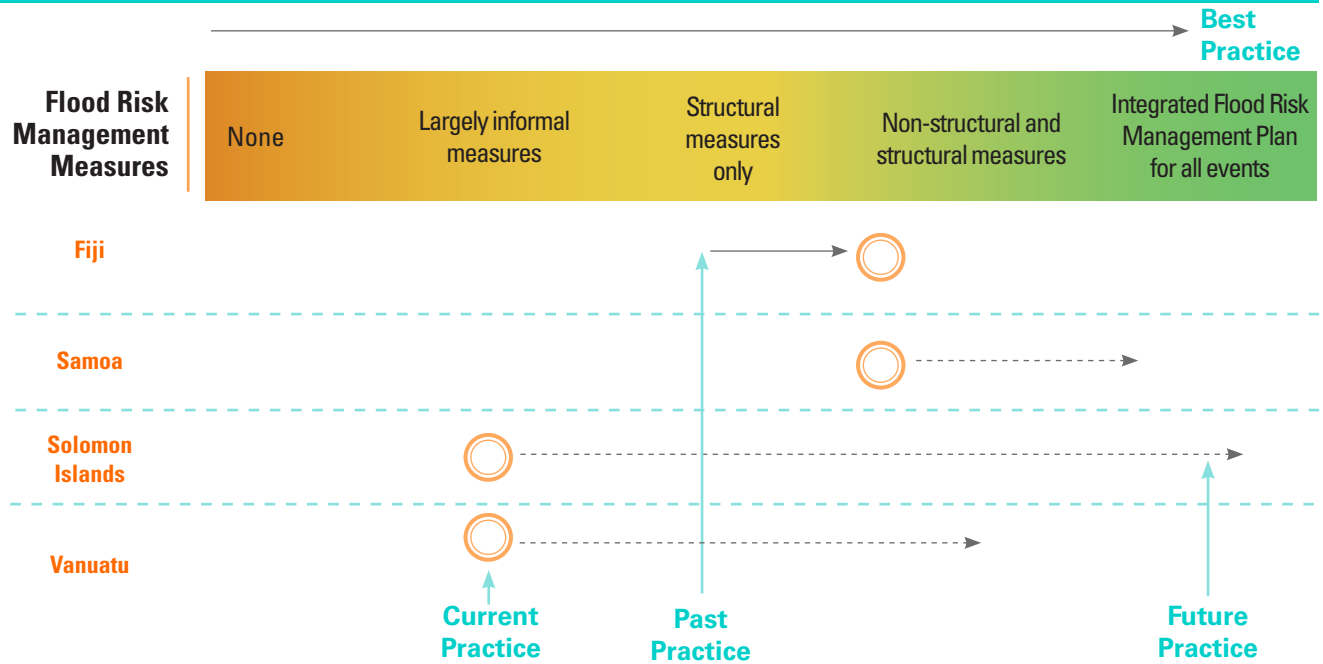 Best
Practice
Flood Risk
Management
Measures
None
Largely informal
measures
Structural
measures
only
Non-structural and
structural measures
Integrated Flood Risk
Management Plan
for all events
Fiji
Samoa
Solomon
Islands
Vanuatu
Current
Practice
Past
Practice
Future
Practice